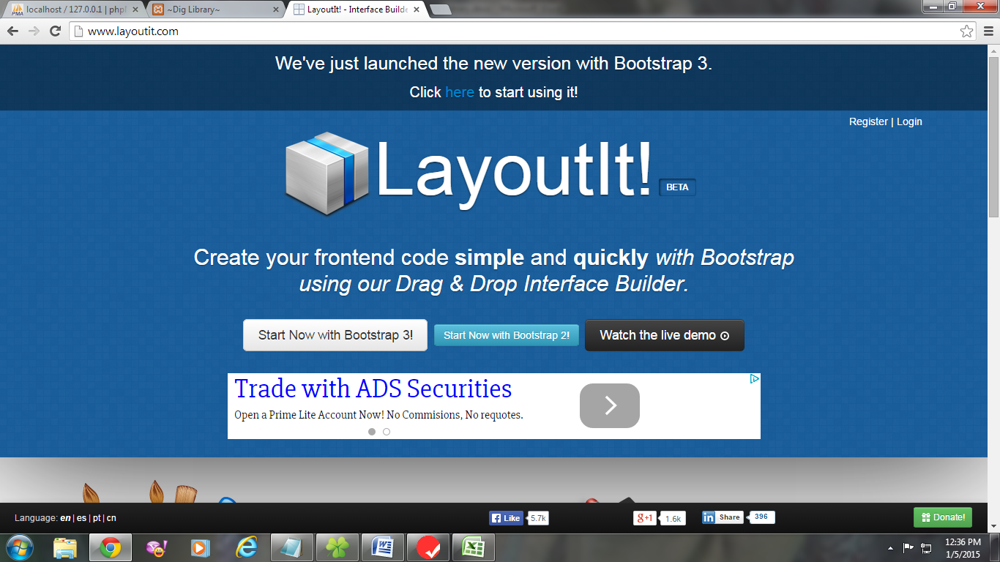 localhost / 127.0.0.1 | php
~Dig Library~
LayoutIt! - Interface Builde
www.layoutit.com
We've just launched the new version with Bootstrap 3.
Click here to start using it!
Register | Login
LayoutIt!
BETA
Create your frontend code simple and quickly with Bootstrap
using our Drag & Drop Interface Builder.
Start Now with Bootstrap 3!
Start Now with Bootstrap 2!
Watch the live demo
Trade with ADS Securities
Open a Prime Lite Account Now! No Commisions, No requotes.
Language: en | es | pt | cn
Like
5.7k
g+1
1.6k
in Share
396
Donate!
12:36 PM
1/5/2015